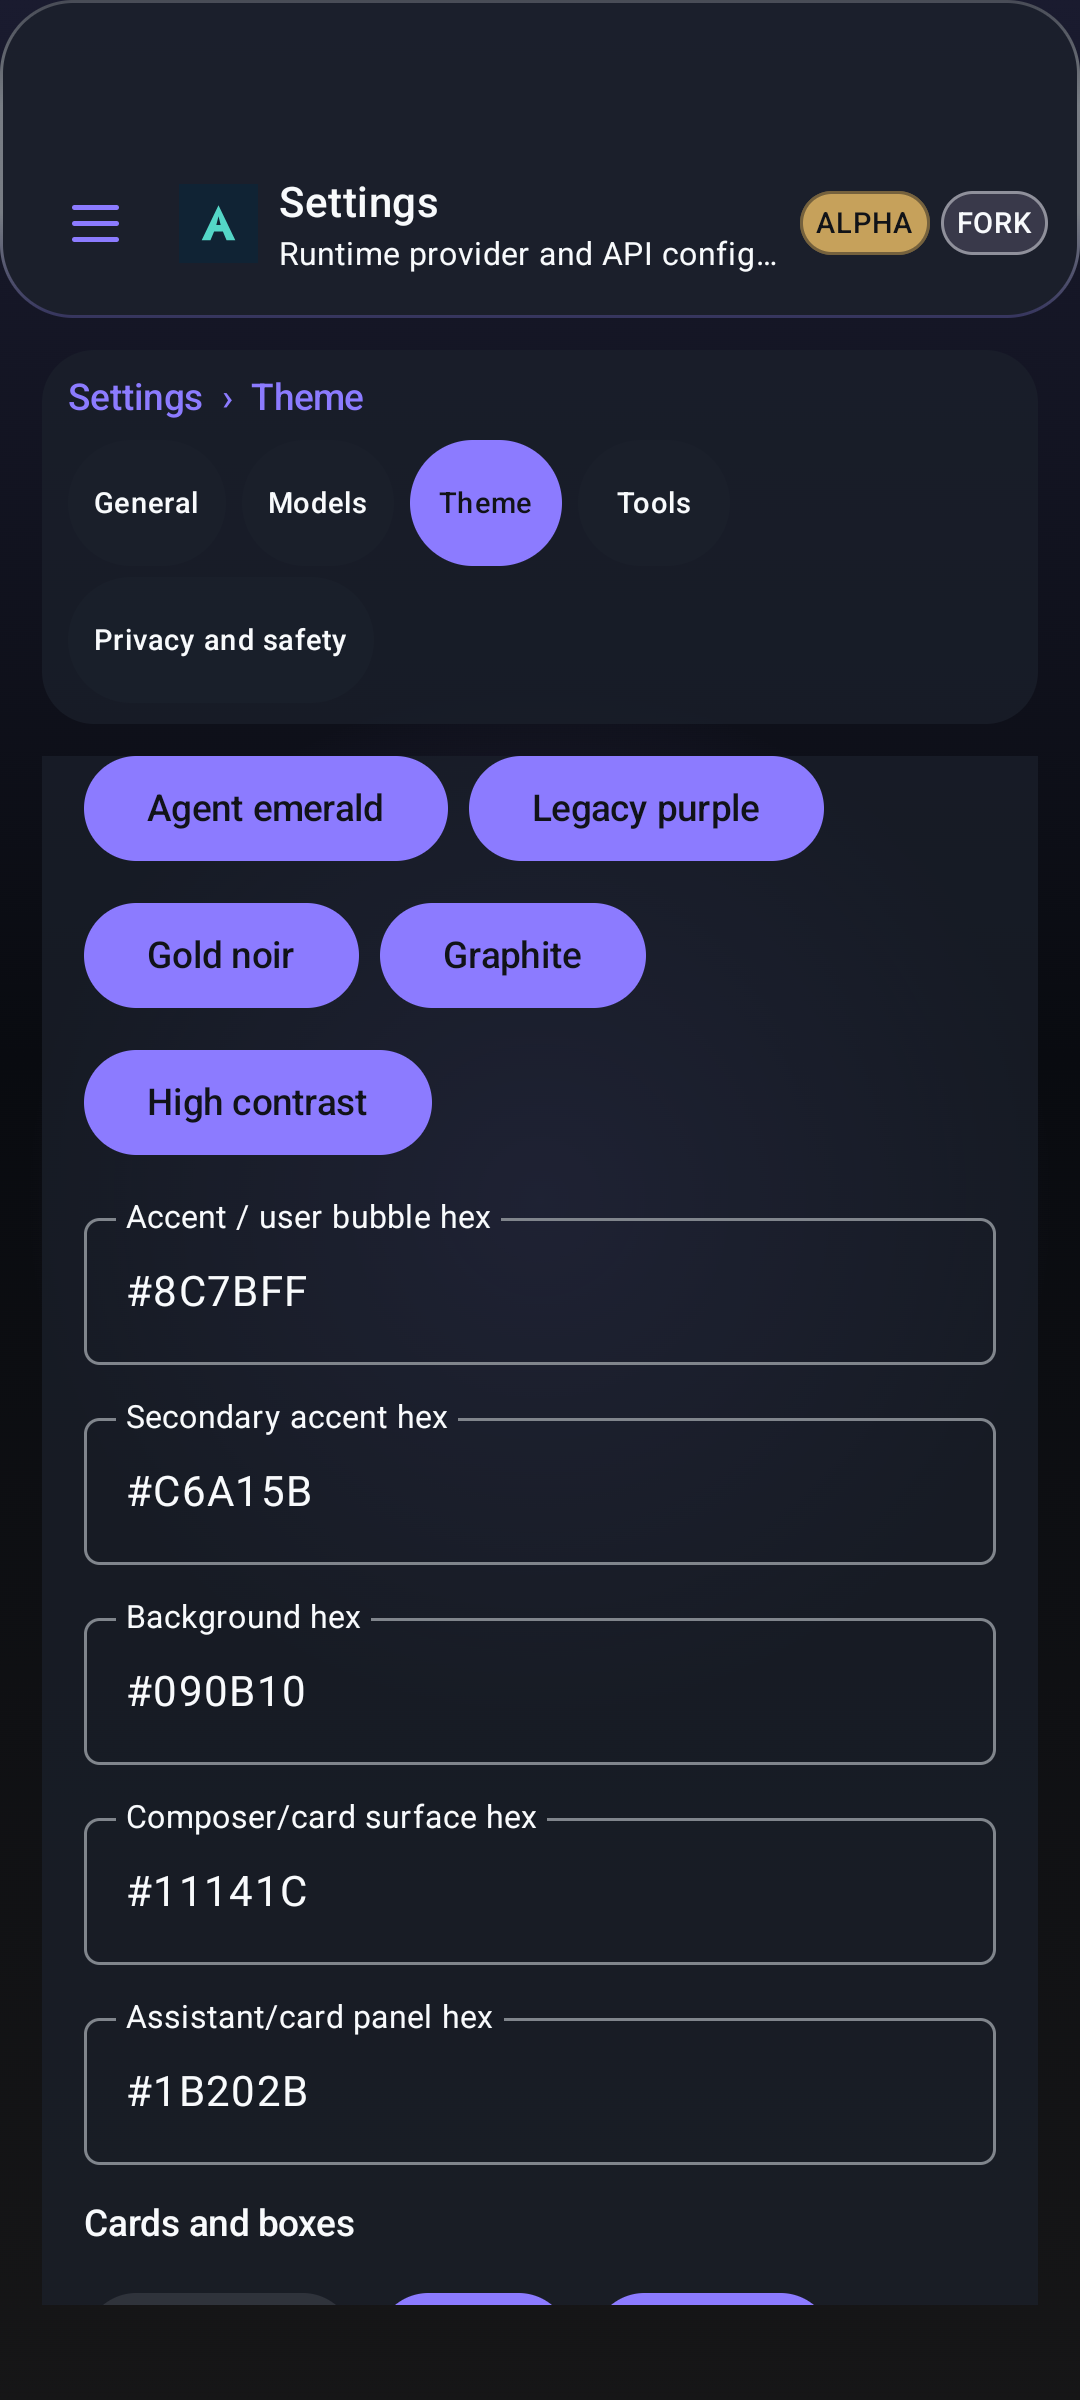 A
Settings
Runtime provider and API config…
ALPHA
FORK
Settings › Theme
General
Models
Theme
Tools
Privacy and safety
Agent emerald
Legacy purple
Gold noir
Graphite
High contrast
Accent / user bubble hex
#8C7BFF
Secondary accent hex
#C6A15B
Background hex
#090B10
Composer/card surface hex
#11141C
Assistant/card panel hex
#1B202B
Cards and boxes